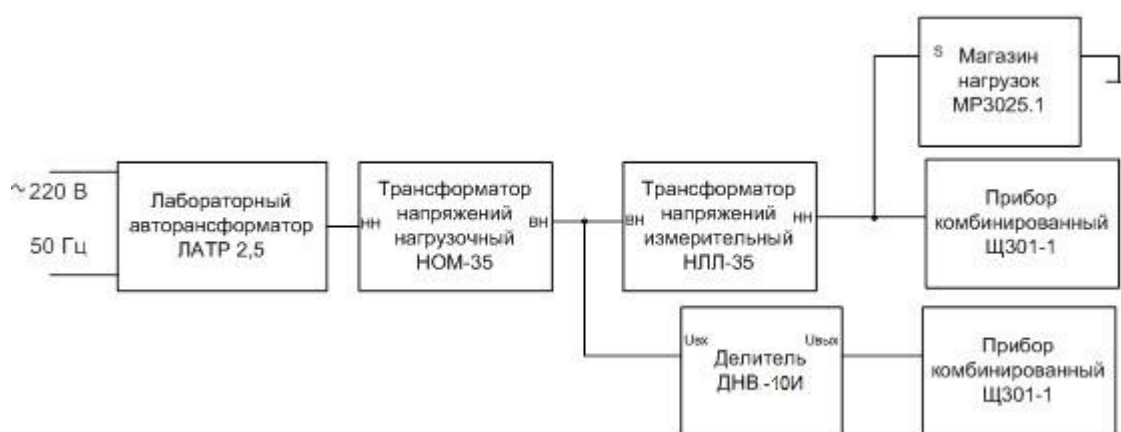 S
Магазин
нагрузок
МР3025.1
~220 В
50 Гц
Лабораторный
авторансформатор
ЛАТР 2,5
Трансформатор
напряжений
нагрузочный
НОМ-35
НН
ВН
Трансформатор
напряжений
измерительный
НЛЛ-35
ВН
НН
Прибор
комбинированный
Щ301-1
Uвх
Uвых
Делитель
ДНВ -10И
Прибор
комбинированный
Щ301-1